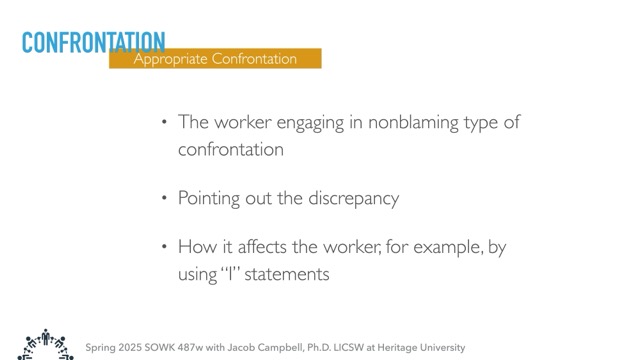 CONFRONTATION
Appropriate Confrontation
• The worker engaging in nonblaming type of
confrontation
• Pointing out the discrepancy
• How it affects the worker, for example, by
using “I” statements
Spring 2025 SOWK 487w with Jacob Campbell, Ph.D. LICSW at Heritage University